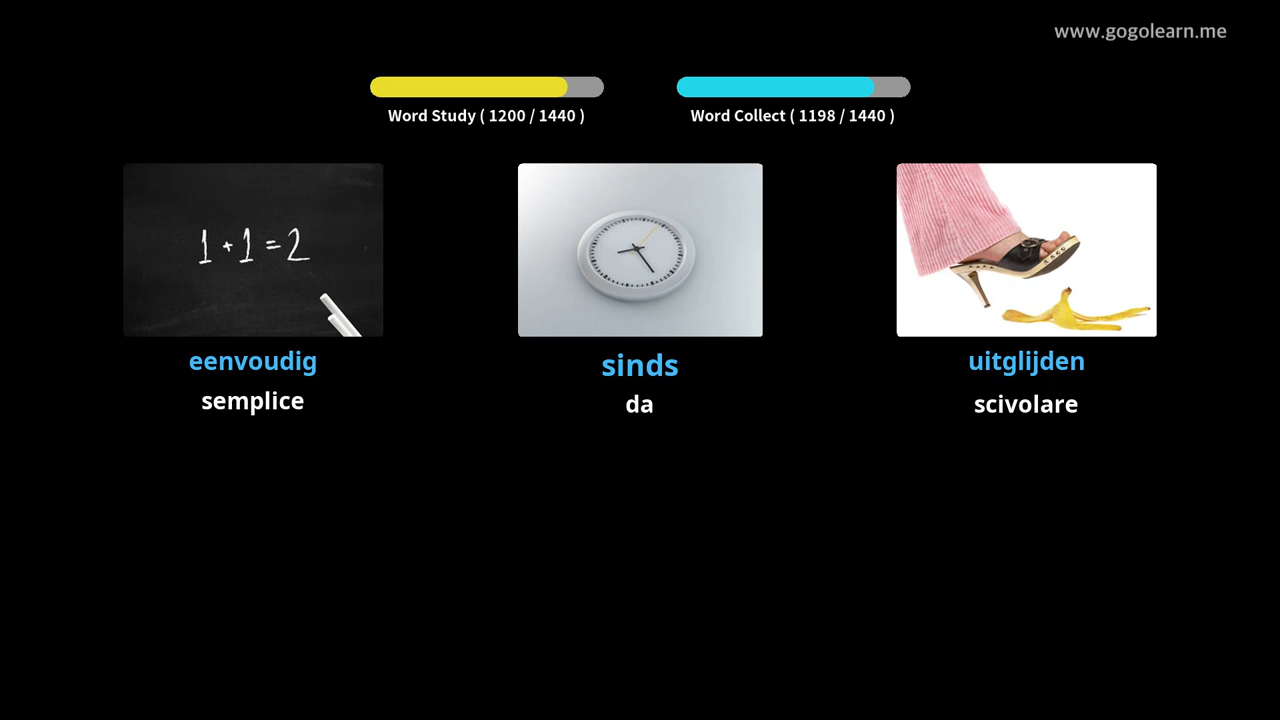 www.gogolearn.me
Word Study ( 1200 / 1440 )
Word Collect ( 1198 / 1440 )
1 + 1 = 2
eenvoudig
semplice
sinds
da
uitglijden
scivolare